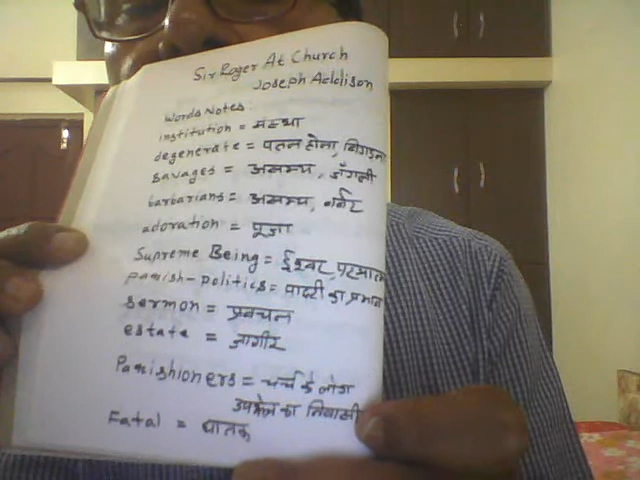 Sir Roger At Church
Joseph Addison
Words Notes:
institution = संस्था
degenerate = पतन होना, बिगड़ना
savages = असभ्य, जँगली
barbarians = असभ्य, बर्बर
adoration = पूजा
Supreme Being = ईश्वर, परमात्मा
parish-politics = पादरी का प्रभाव
sermon = प्रवचन
estate = जागीर
Parishioners = चर्च के लोग
का निवासी
Fatal = घातक